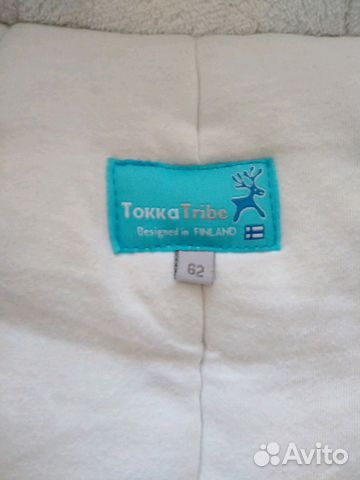 TokkaTribe
Designed in FINLAND
62
Avito